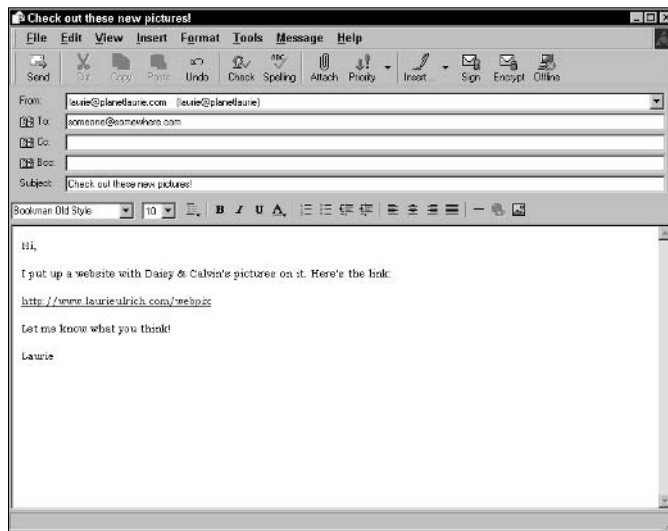 Check out these new pictures!
File Edit View Insert Format Tools Message Help
Send Cut Copy Paste Undo Check Spelling Attach Priority Insert... Sign Encrypt Offline
From: laurie@planetlaurie.com (laurie@planetlaurie)
To: someone@somewhere.com
Cc:
Bcc:
Subject: Check out these new pictures!
Bookman Old Style 10 B I U A
Hi,
I put up a website with Daisy & Calvin's pictures on it. Here's the link:
http://www.laurieulrich.com/webpix
Let me know what you think!
Laurie